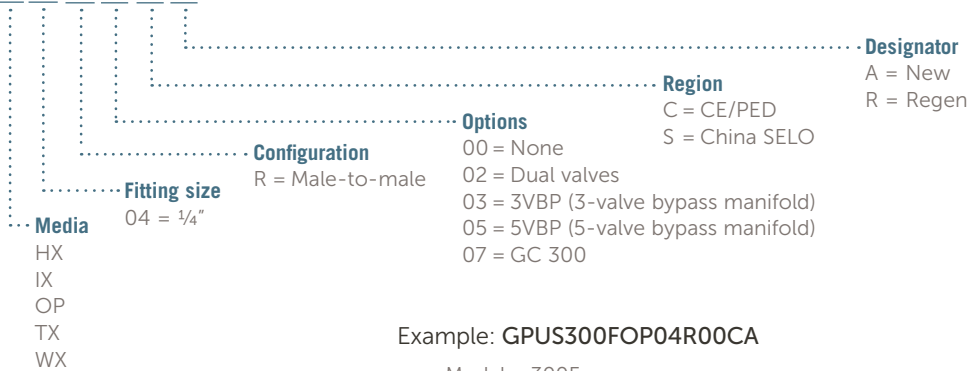 Designator
A = New
R = Regen
Region
C = CE/PED
S = China SELO
Options
00 = None
02 = Dual valves
03 = 3VBP (3-valve bypass manifold)
05 = 5VBP (5-valve bypass manifold)
07 = GC 300
Configuration
R = Male-to-male
Fitting size
04 = ¼"
Media
HX
IX
OP
TX
WX
Example: GPUS300FOP04R00CA